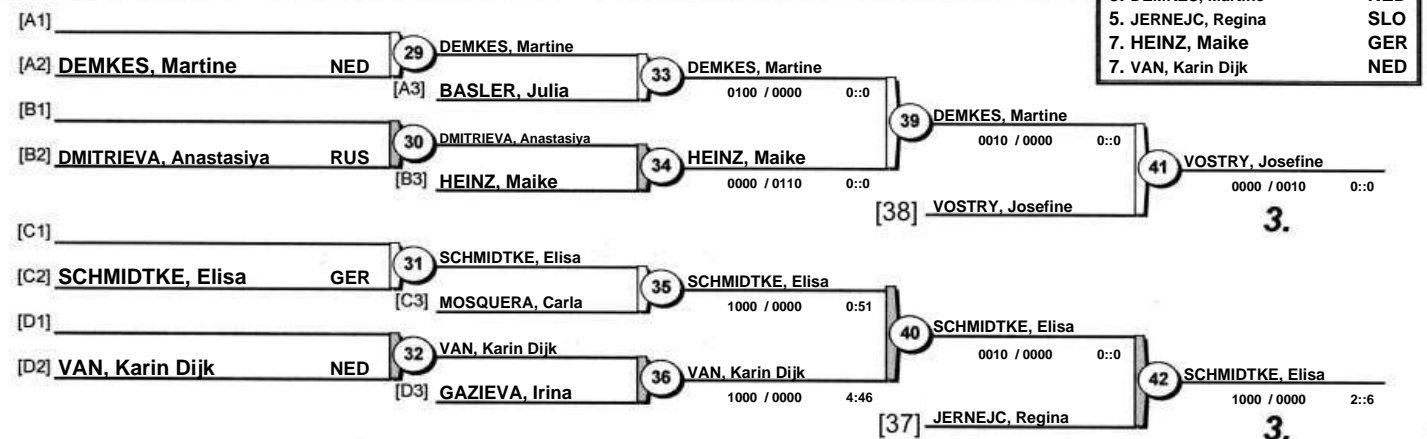 5. JERNEJC, Regina SLO
7. HEINZ, Maike GER
7. VAN, Karin Dijk NED
[A1]
[A2] DEMKES, Martine NED
29 DEMKES, Martine
[A3] BASLER, Julia
33 DEMKES, Martine
0100 / 0000 0::0
[B1]
[B2] DMITRIEVA, Anastasiya RUS
30 DMITRIEVA, Anastasiya
[B3] HEINZ, Maike
34 HEINZ, Maike
0000 / 0110 0::0
39 DEMKES, Martine
0010 / 0000 0::0
[38] VOSTRY, Josefine
41 VOSTRY, Josefine
0000 / 0010 0::0
3.
[C1]
[C2] SCHMIDTKE, Elisa GER
31 SCHMIDTKE, Elisa
[C3] MOSQUERA, Carla
35 SCHMIDTKE, Elisa
1000 / 0000 0:51
[D1]
[D2] VAN, Karin Dijk NED
32 VAN, Karin Dijk
[D3] GAZIEVA, Irina
36 VAN, Karin Dijk
1000 / 0000 4:46
40 SCHMIDTKE, Elisa
0010 / 0000 0::0
[37] JERNEJC, Regina
42 SCHMIDTKE, Elisa
1000 / 0000 2::6
3.